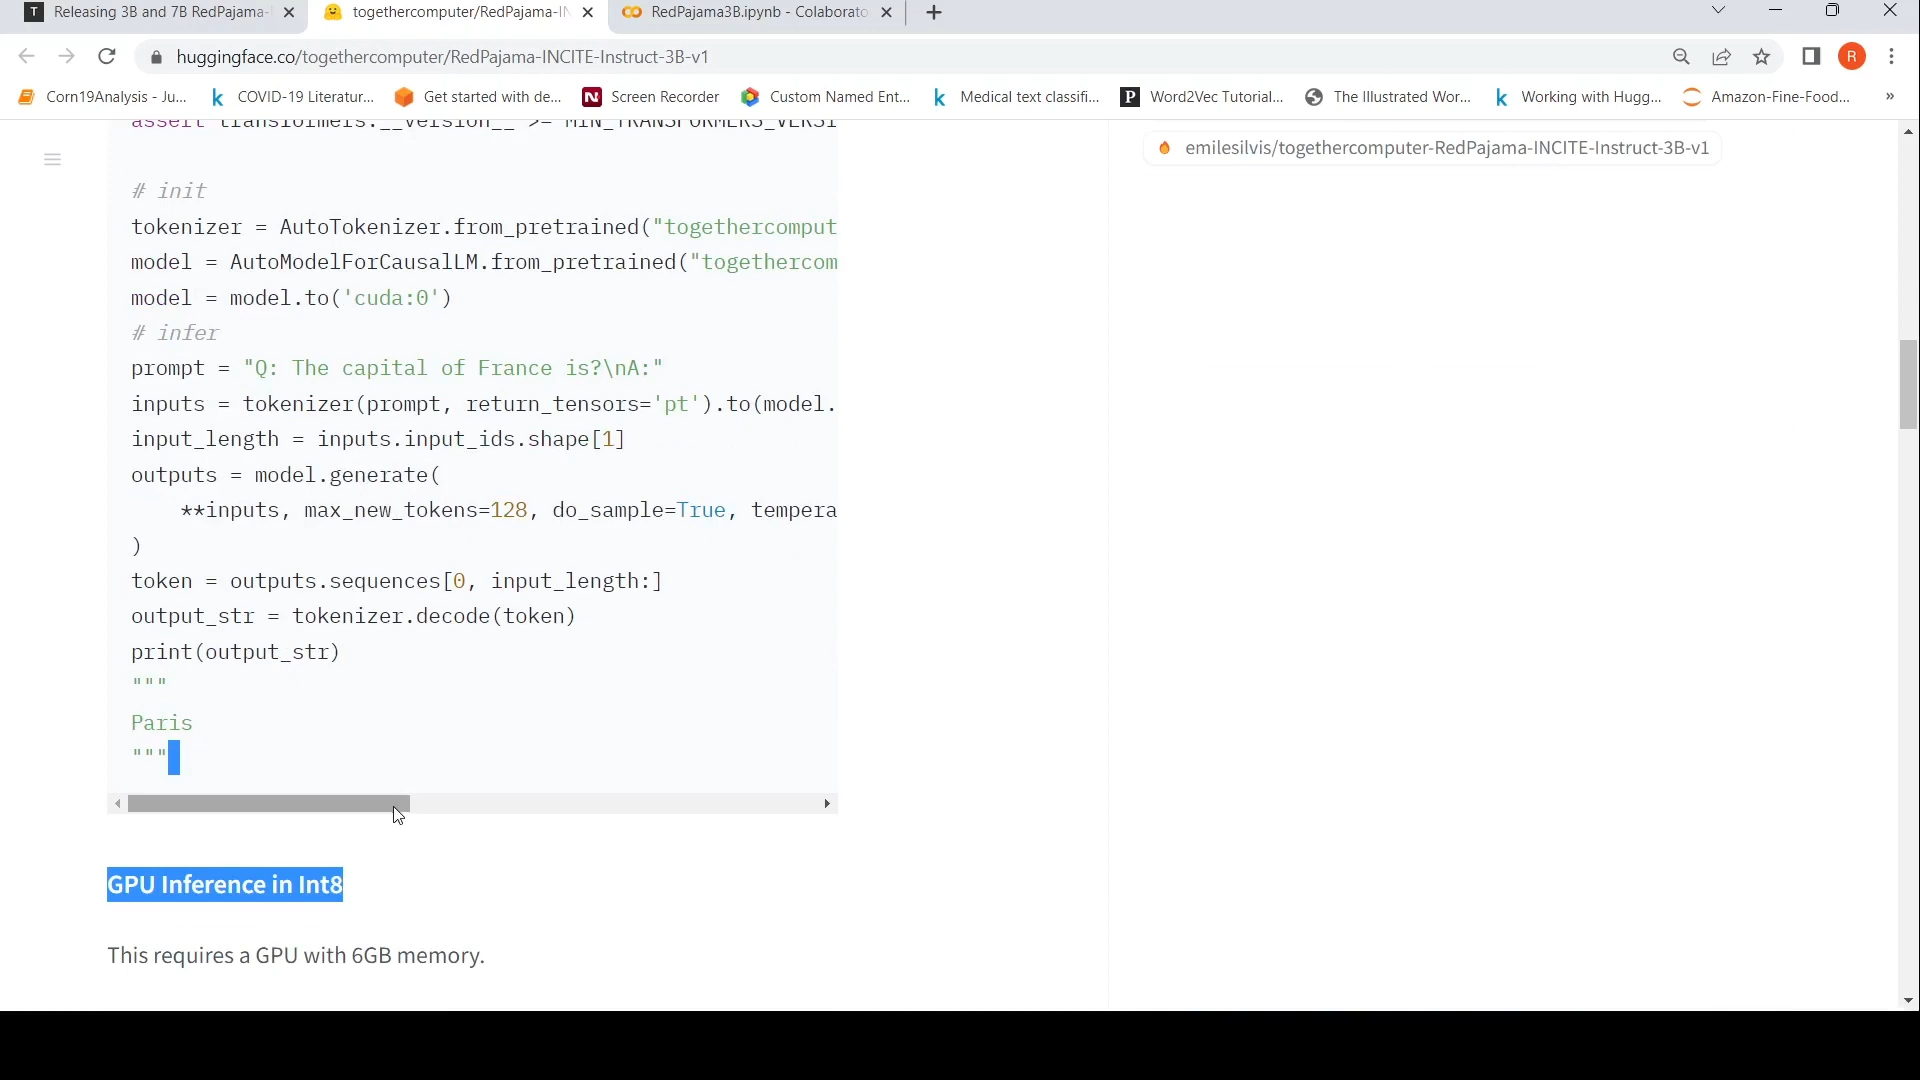 T Releasing 3B and 7B RedPajama-
togethercomputer/RedPajama-IN
RedPajama3B.ipynb - Colaborato
huggingface.co/togethercomputer/RedPajama-INCITE-Instruct-3B-v1
R
Corn19Analysis - Ju...
k COVID-19 Literatur...
Get started with de...
N Screen Recorder
Custom Named Ent...
k Medical text classifi...
P Word2Vec Tutorial...
The Illustrated Wor...
k Working with Hugg...
Amazon-Fine-Food...
»
assert transformers.__version__ >= MIN_TRANSFORMERS_VERSI
emilesilvis/togethercomputer-RedPajama-INCITE-Instruct-3B-v1
# init
tokenizer = AutoTokenizer.from_pretrained("togethercomput
model = AutoModelForCausalLM.from_pretrained("togethercom
model = model.to('cuda:0')
# infer
prompt = "Q: The capital of France is?\nA:"
inputs = tokenizer(prompt, return_tensors='pt').to(model.
input_length = inputs.input_ids.shape[1]
outputs = model.generate(
    **inputs, max_new_tokens=128, do_sample=True, tempera
)
token = outputs.sequences[0, input_length:]
output_str = tokenizer.decode(token)
print(output_str)
"""
Paris
"""
GPU Inference in Int8
This requires a GPU with 6GB memory.